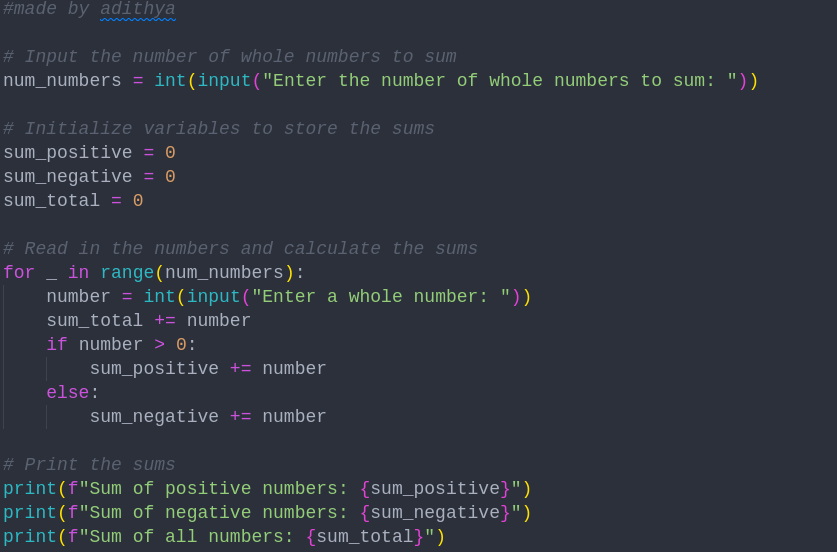 #made by adithya
# Input the number of whole numbers to sum
num_numbers = int(input("Enter the number of whole numbers to sum: "))
# Initialize variables to store the sums
sum_positive = 0
sum_negative = 0
sum_total = 0
# Read in the numbers and calculate the sums
for _ in range(num_numbers):
    number = int(input("Enter a whole number: "))
    sum_total += number
    if number > 0:
        sum_positive += number
    else:
        sum_negative += number
# Print the sums
print(f"Sum of positive numbers: {sum_positive}")
print(f"Sum of negative numbers: {sum_negative}")
print(f"Sum of all numbers: {sum_total}")